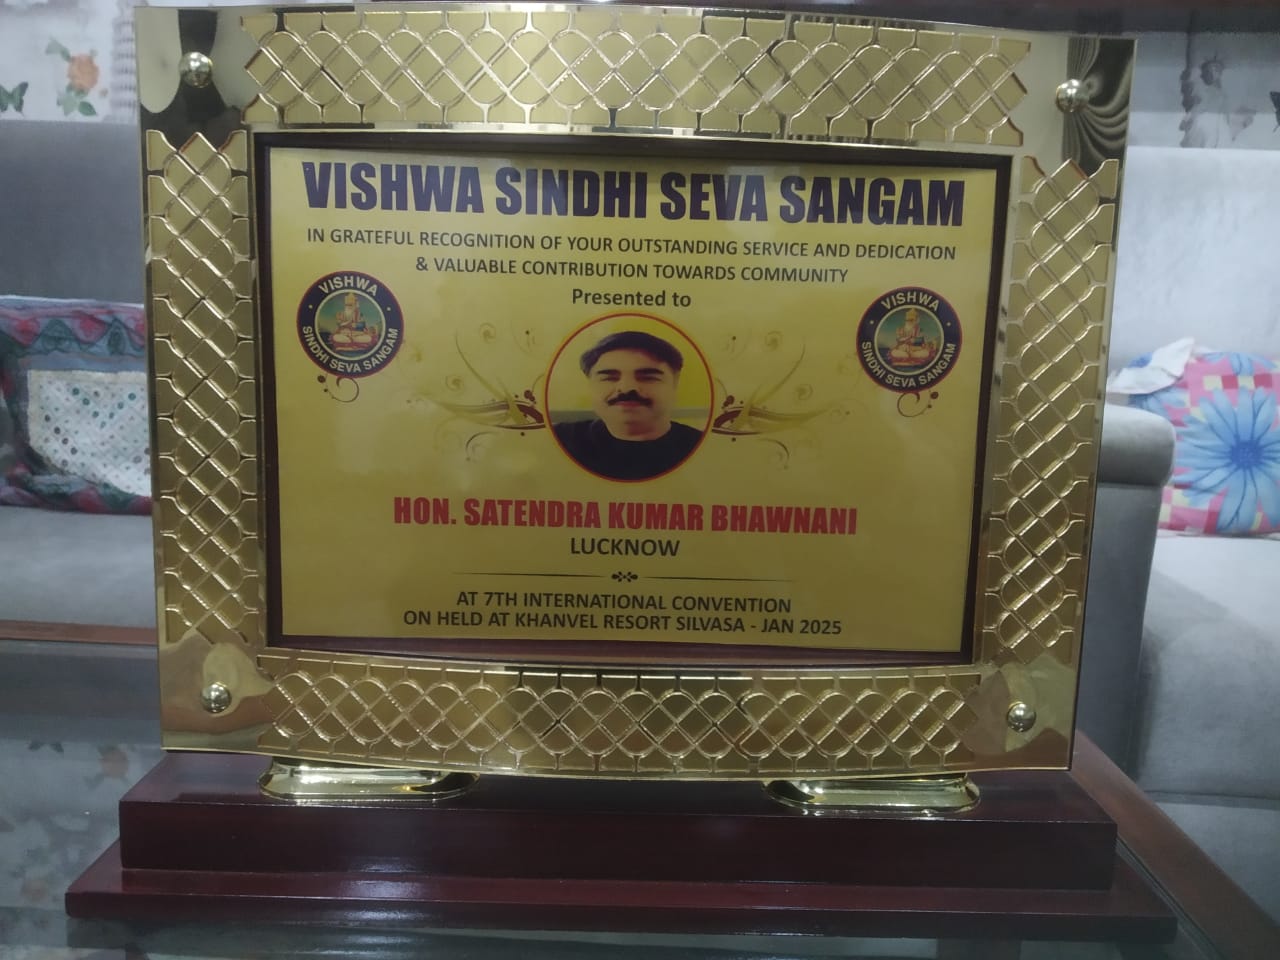 VISHWA SINDHI SEVA SANGAM
IN GRATEFUL RECOGNITION OF YOUR OUTSTANDING SERVICE AND DEDICATION
& VALUABLE CONTRIBUTION TOWARDS COMMUNITY
Presented to
VISHWA
SINDHI SEVA SANGAM
VISHWA
SINDHI SEVA SANGAM
HON. SATENDRA KUMAR BHAWNANI
LUCKNOW
AT 7TH INTERNATIONAL CONVENTION
ON HELD AT KHANVEL RESORT SILVASA - JAN 2025